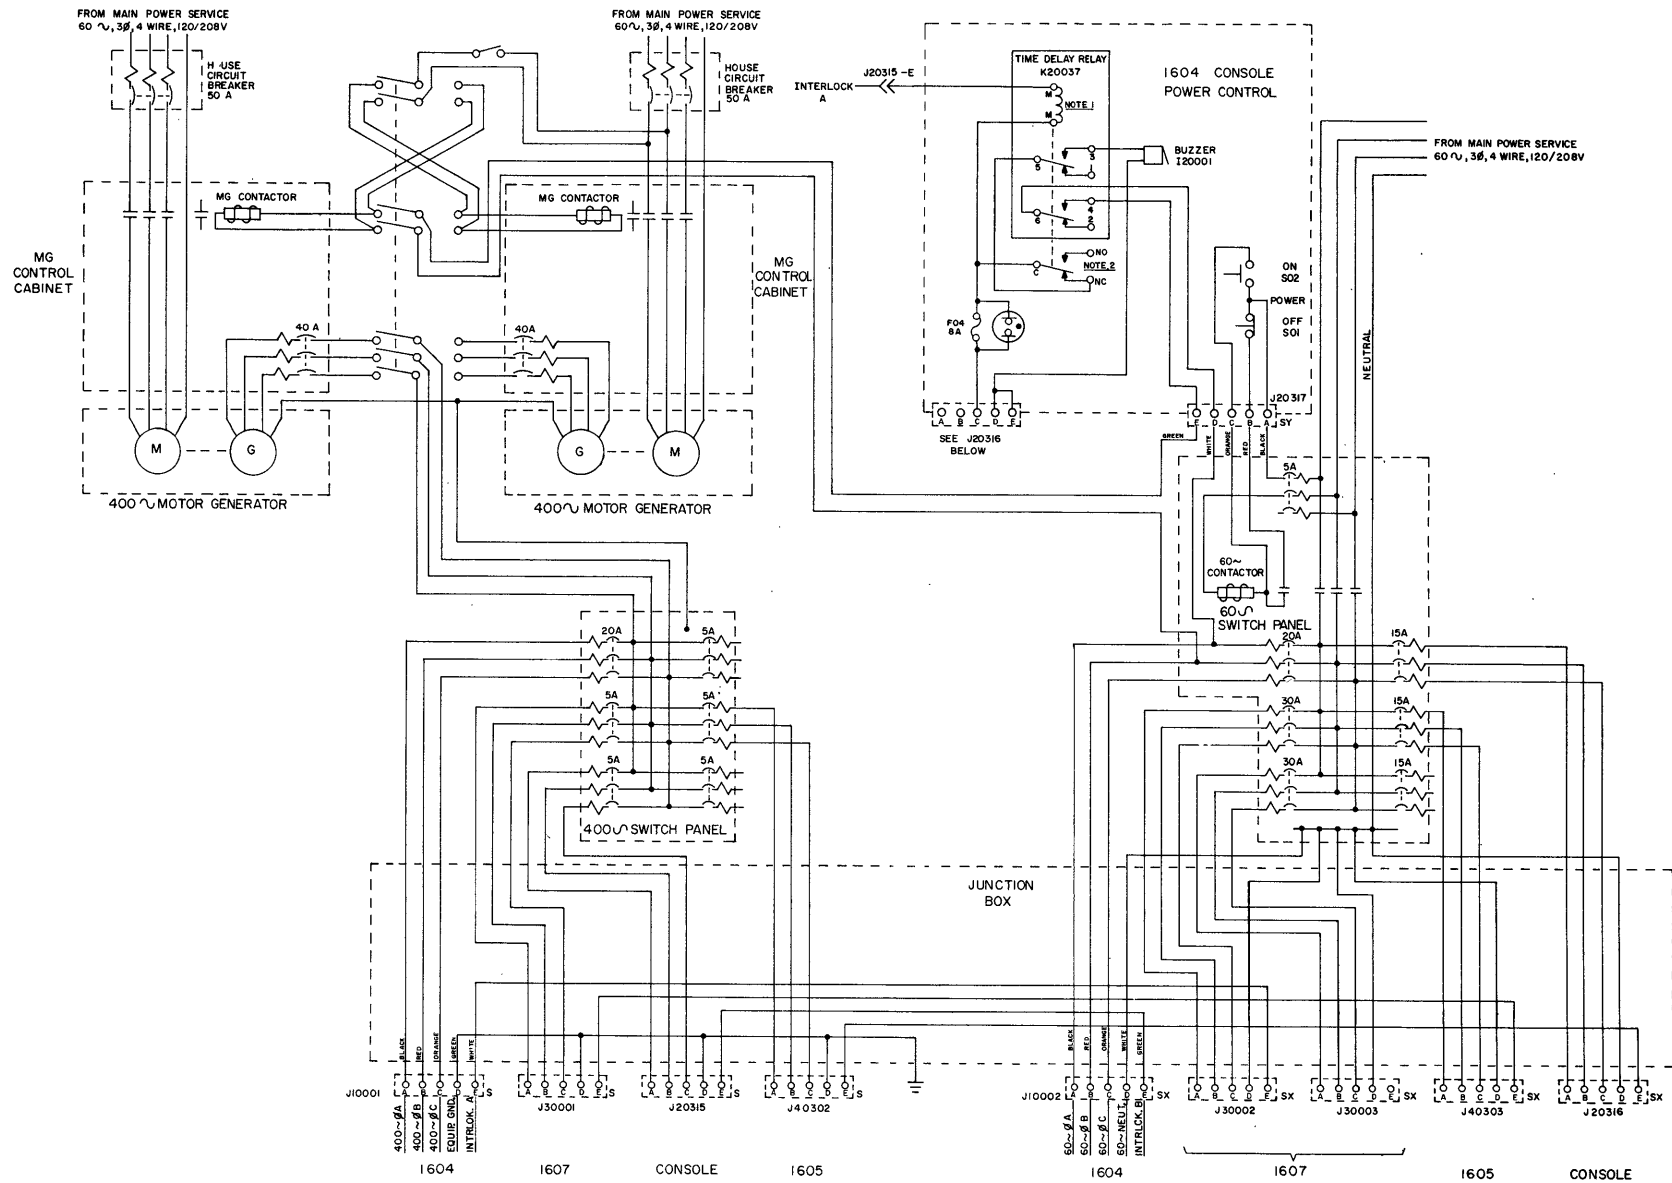 FROM MAIN POWER SERVICE
60 ∿, 3Ø, 4 WIRE, 120/208V
H USE
CIRCUIT
BREAKER
50 A
FROM MAIN POWER SERVICE
60 ∿, 3Ø, 4 WIRE, 120/208V
HOUSE
CIRCUIT
BREAKER
50 A
MG CONTACTOR
MG CONTACTOR
MG
CONTROL
CABINET
MG
CONTROL
CABINET
40 A
40A
M
G
G
M
400 ∿ MOTOR GENERATOR
400 ∿ MOTOR GENERATOR
INTERLOCK
A
J20315 -E
TIME DELAY RELAY
K20037
M
M
NOTE 1
1604 CONSOLE
POWER CONTROL
5
3
1
BUZZER
I20001
6
4
2
C
NO
NOTE 2
NC
F04
8A
ON
S02
POWER
OFF
S01
FROM MAIN POWER SERVICE
60 ∿, 3Ø, 4 WIRE, 120/208V
NEUTRAL
A B C D E
SEE J20316
BELOW
J20317
E D C B A SY
GREEN
WHITE
ORANGE
RED
BLACK
5A
60~
CONTACTOR
60 ∿
SWITCH PANEL
20A
15A
30A
15A
30A
15A
20A
5A
5A
5A
5A
5A
400 ∿ SWITCH PANEL
JUNCTION
BOX
BLACK
RED
ORANGE
GREEN
WHITE
J10001
A B C D E S
400~ØA
400~ØB
400~ØC
EQUIP. GND.
INTRLOK. A
1604
A B C D E S
J30001
1607
A B C D E S
J20315
CONSOLE
A B C D E S
J40302
1605
BLACK
RED
ORANGE
WHITE
GREEN
J10002
A B C D E SX
60~ØA
60~ØB
60~ØC
60~NEUT.
INTRLCK. B
1604
A B C D E SX
J30002
A B C D E SX
J30003
1607
A B C D E SX
J40303
1605
A B C D E SX
J20316
CONSOLE